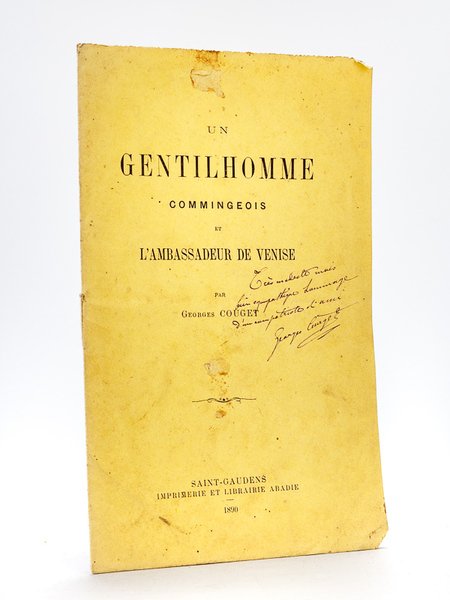 UN
GENTILHOMME
COMMINGEOIS
ET
L'AMBASSADEUR DE VENISE
PAR
GEORGES COUGET
Très modeste mais
bien sympathique hommage
d'un compatriote et ami
Georges Couget
SAINT-GAUDENS
IMPRIMERIE ET LIBRAIRIE ABADIE
1890